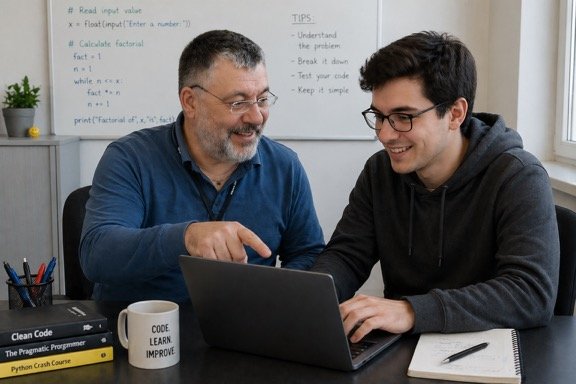 # Read input value
x = float(input("Enter a number "))
# Calculate factorial
fact = 1
n = 1
while n <= x:
fact *= n
n += 1
print("Factorial of", x, "is", fact)
TIPS:
- Understand
the problem
- Break it down
- Test your code
- Keep it simple
CODE.
LEARN.
IMPROVE
Clean Code
The Pragmatic Programmer
Python Crash Course